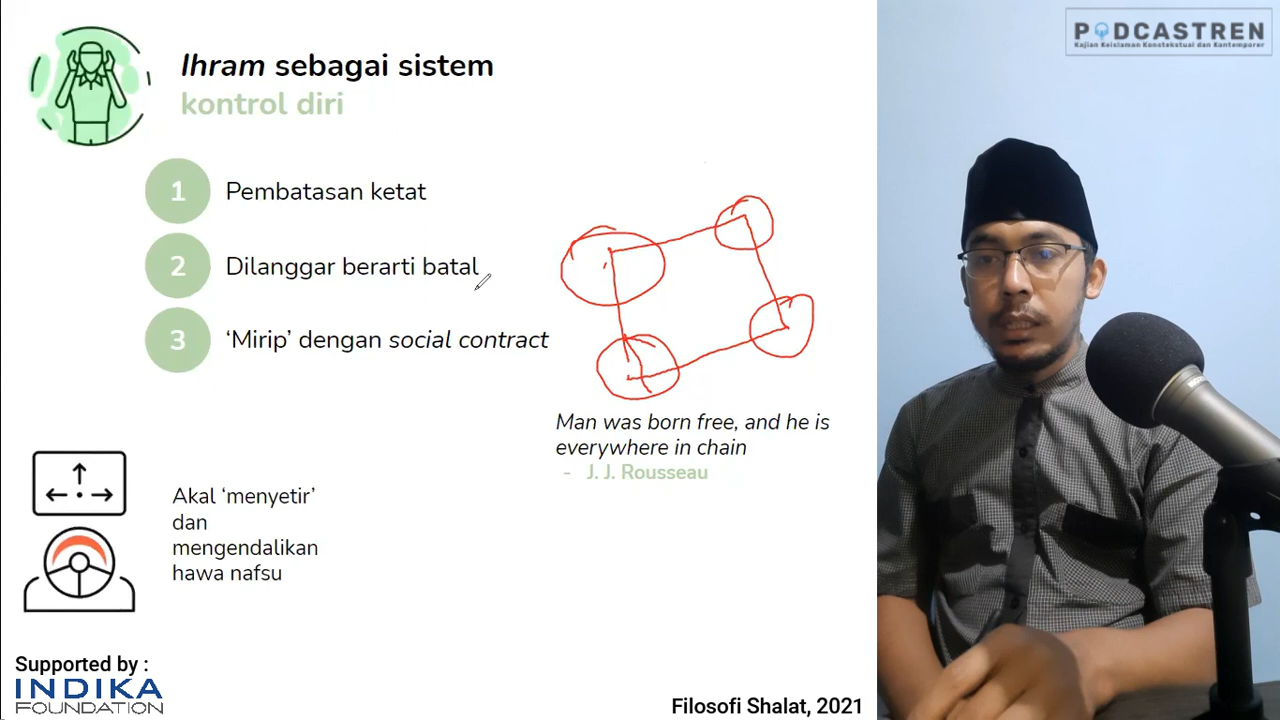 PODCASTREN
Kajian Keislaman Konstekstual dan Kontemporer
Ihram sebagai sistem
kontrol diri
1 Pembatasan ketat
2 Dilanggar berarti batal
3 ‘Mirip’ dengan social contract
Man was born free, and he is
everywhere in chain
- J. J. Rousseau
Akal ‘menyetir’
dan
mengendalikan
hawa nafsu
Supported by :
INDIKA
FOUNDATION
Filosofi Shalat, 2021